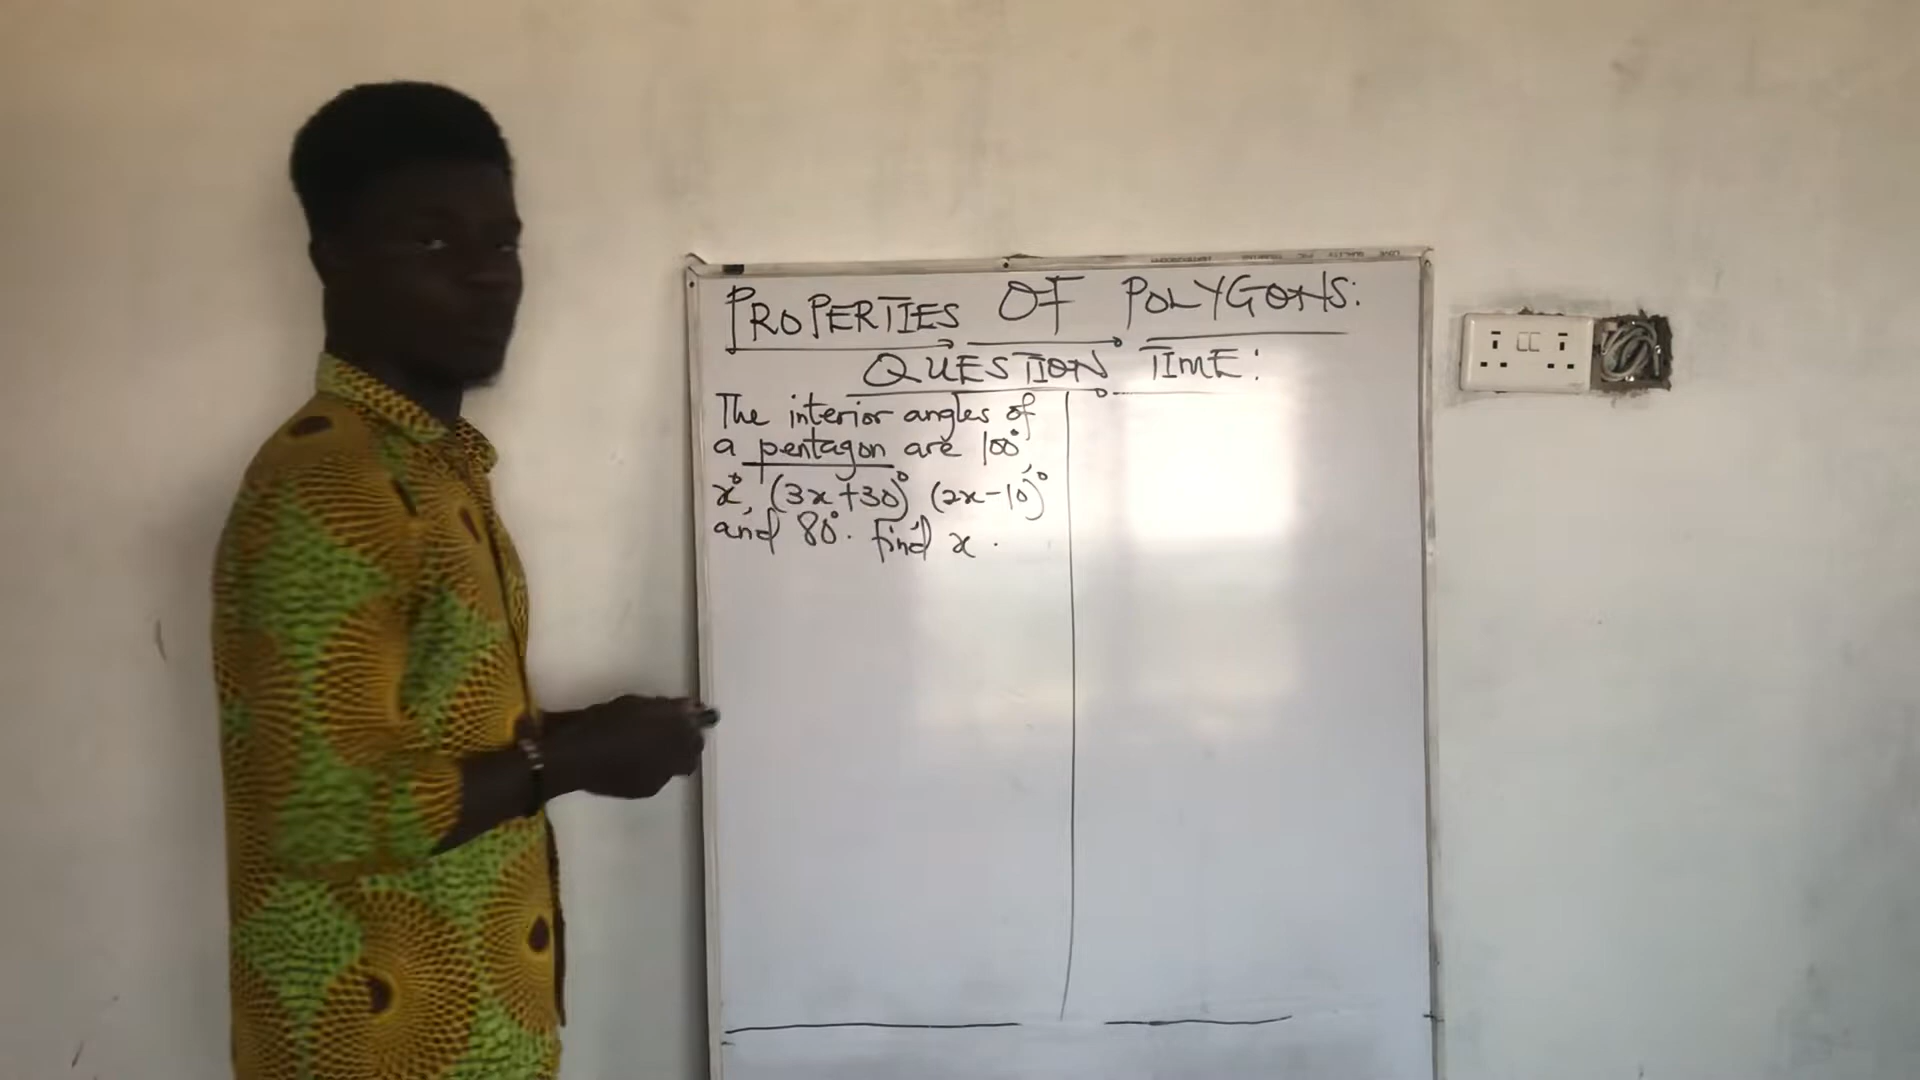 PROPERTIES OF POLYGONS:
QUESTION TIME:
The interior angles of
a pentagon are 100°,
x°, (3x+30)°, (2x-10)°
and 80°. find x.